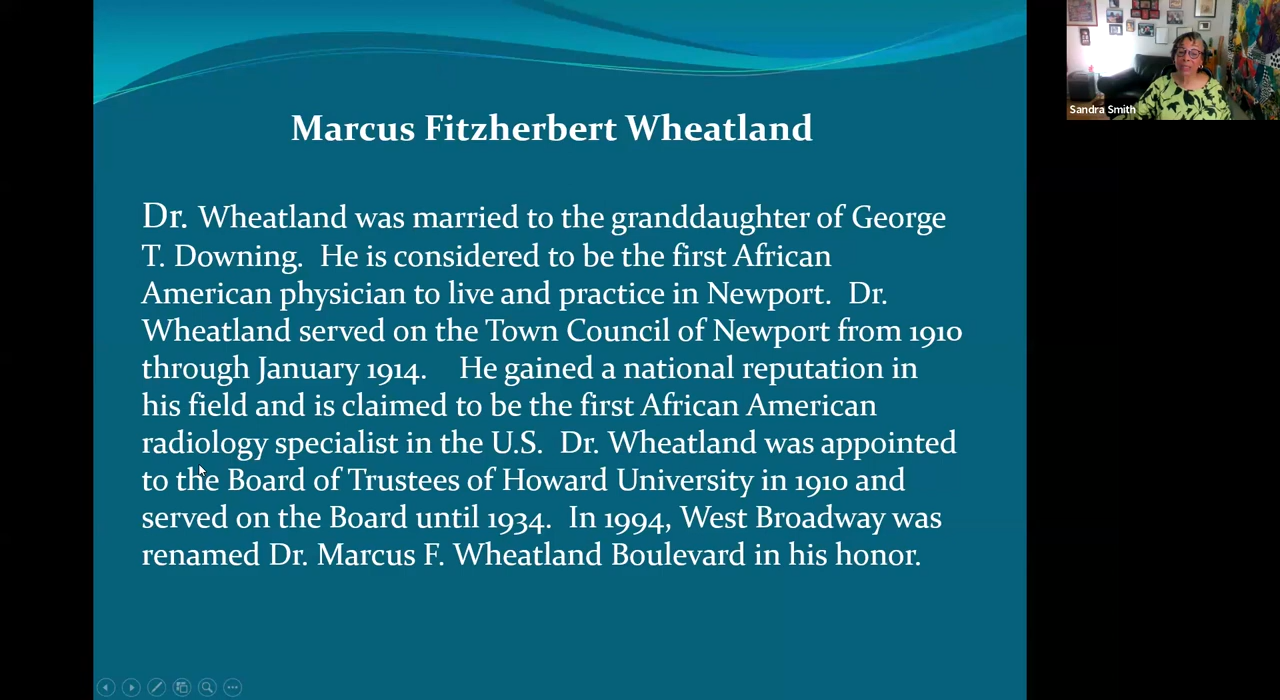 Marcus Fitzherbert Wheatland
Dr. Wheatland was married to the granddaughter of George
T. Downing.  He is considered to be the first African
American physician to live and practice in Newport.  Dr.
Wheatland served on the Town Council of Newport from 1910
through January 1914.    He gained a national reputation in
his field and is claimed to be the first African American
radiology specialist in the U.S.  Dr. Wheatland was appointed
to the Board of Trustees of Howard University in 1910 and
served on the Board until 1934.  In 1994, West Broadway was
renamed Dr. Marcus F. Wheatland Boulevard in his honor.
Sandra Smith